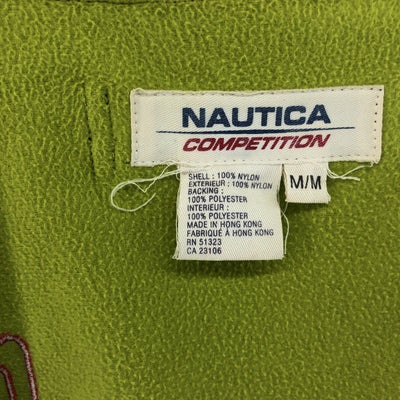 NAUTICA
COMPETITION
M/M
SHELL : 100% NYLON
EXTERIEUR : 100% NYLON
BACKING :
100% POLYESTER
INTERIEUR :
100% POLYESTER
MADE IN HONG KONG
FABRIQUÉ À HONG KONG
RN 51323
CA 23106